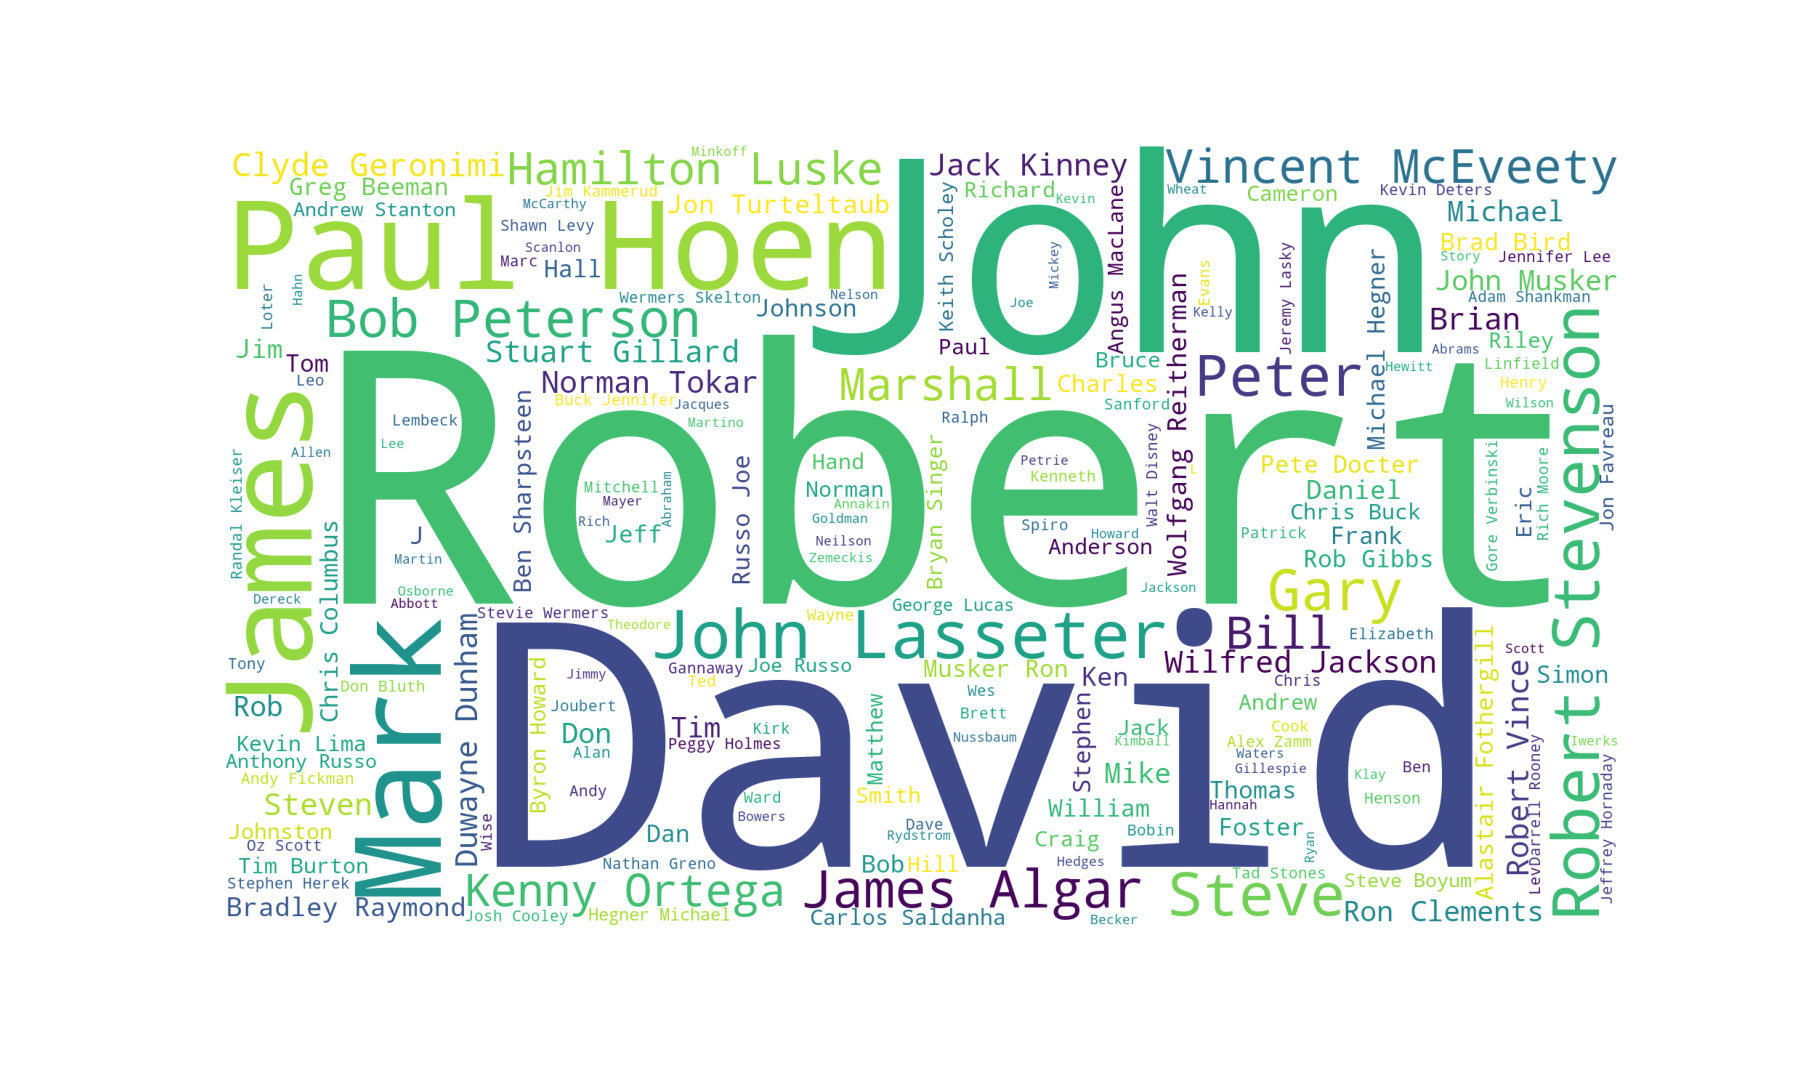 Minkoff
Clyde Geronimi
Hamilton Luske
John
Jack Kinney
Vincent McEveety
Greg Beeman
Jim Kammerud
Richard
Kevin
Wheat
Cameron
Kevin Deters
Andrew Stanton
McCarthy
Jon Turteltaub
Michael
Paul Hoen
Shawn Levy
Scanlon
Marc
Hall
Keith Scholey
Mickey
Angus MacLane
Jeremy Lasky
Michael Hegner
Brad Bird
Story
Jennifer Lee
Hahn
Loter
Wermers Skelton
Nelson
Johnson
Joe
Evans
Kelly
John Musker
Adam Shankman
Bob Peterson
Brian
Jim
Tom
Leo
Stuart Gillard
Paul
Bruce
Wolfgang Reitherman
Abrams
Riley
Linfield
Hewitt
Henry
Wilson
Norman Tokar
Marshall
Charles
Peter
Buck Jennifer
Jacques
Martino
Sanford
Ralph
Robert
James
Lembeck
Lee
Allen
Randal Kleiser
Ben Sharpsteen
Mitchell
Mayer
Rich
Abraham
Jeff
Russo Joe
Hand
Norman
Annakin
Goldman
Neilson
Zemeckis
Bryan Singer
Petrie
Kenneth
Spiro
Howard
Anderson
Walt Disney
L
Pete Docter
Daniel
Chris Buck
Patrick
Frank
Rob Gibbs
Gore Verbinski
Eric
Rich Moore
Jon Favreau
Robert Stevenson
Chris Columbus
J
Martin
Osborne
Abbott
Dereck
Jackson
Gary
Stevie Wermers
Theodore
Wayne
George Lucas
John Lasseter
Bill
Elizabeth
Scott
Tony
Don Bluth
Mark
Duwayne Dunham
David
Byron Howard
Jimmy
Gannaway
Joe Russo
Ted
Musker Ron
Ken
Wilfred Jackson
Chris
Simon
Rob
Joubert
Don
Alan
Tim
Kirk
Peggy Holmes
Matthew
Wes
Brett
Nussbaum
Stephen
Jack
Kimball
Andrew
Cook
Alex Zamm
Waters
Gillespie
Klay
Ben
Henson
Alastair Fothergill
Robert Vince
LevDarrell Rooney
Iwerks
Jeffrey Hornaday
Kevin Lima
Anthony Russo
Andy Fickman
Steven
Andy
Ward
Bowers
Smith
Mike
William
Thomas
Hannah
Johnston
Oz Scott
Wise
Dan
Dave
Rydstrom
Craig
Bobin
Foster
Ryan
Tim Burton
Nathan Greno
Bob
Hill
Hedges
Tad Stones
Steve Boyum
Stephen Herek
Bradley Raymond
Kenny Ortega
Josh Cooley
Hegner Michael
James Algar
Carlos Saldanha
Becker
Steve
Ron Clements